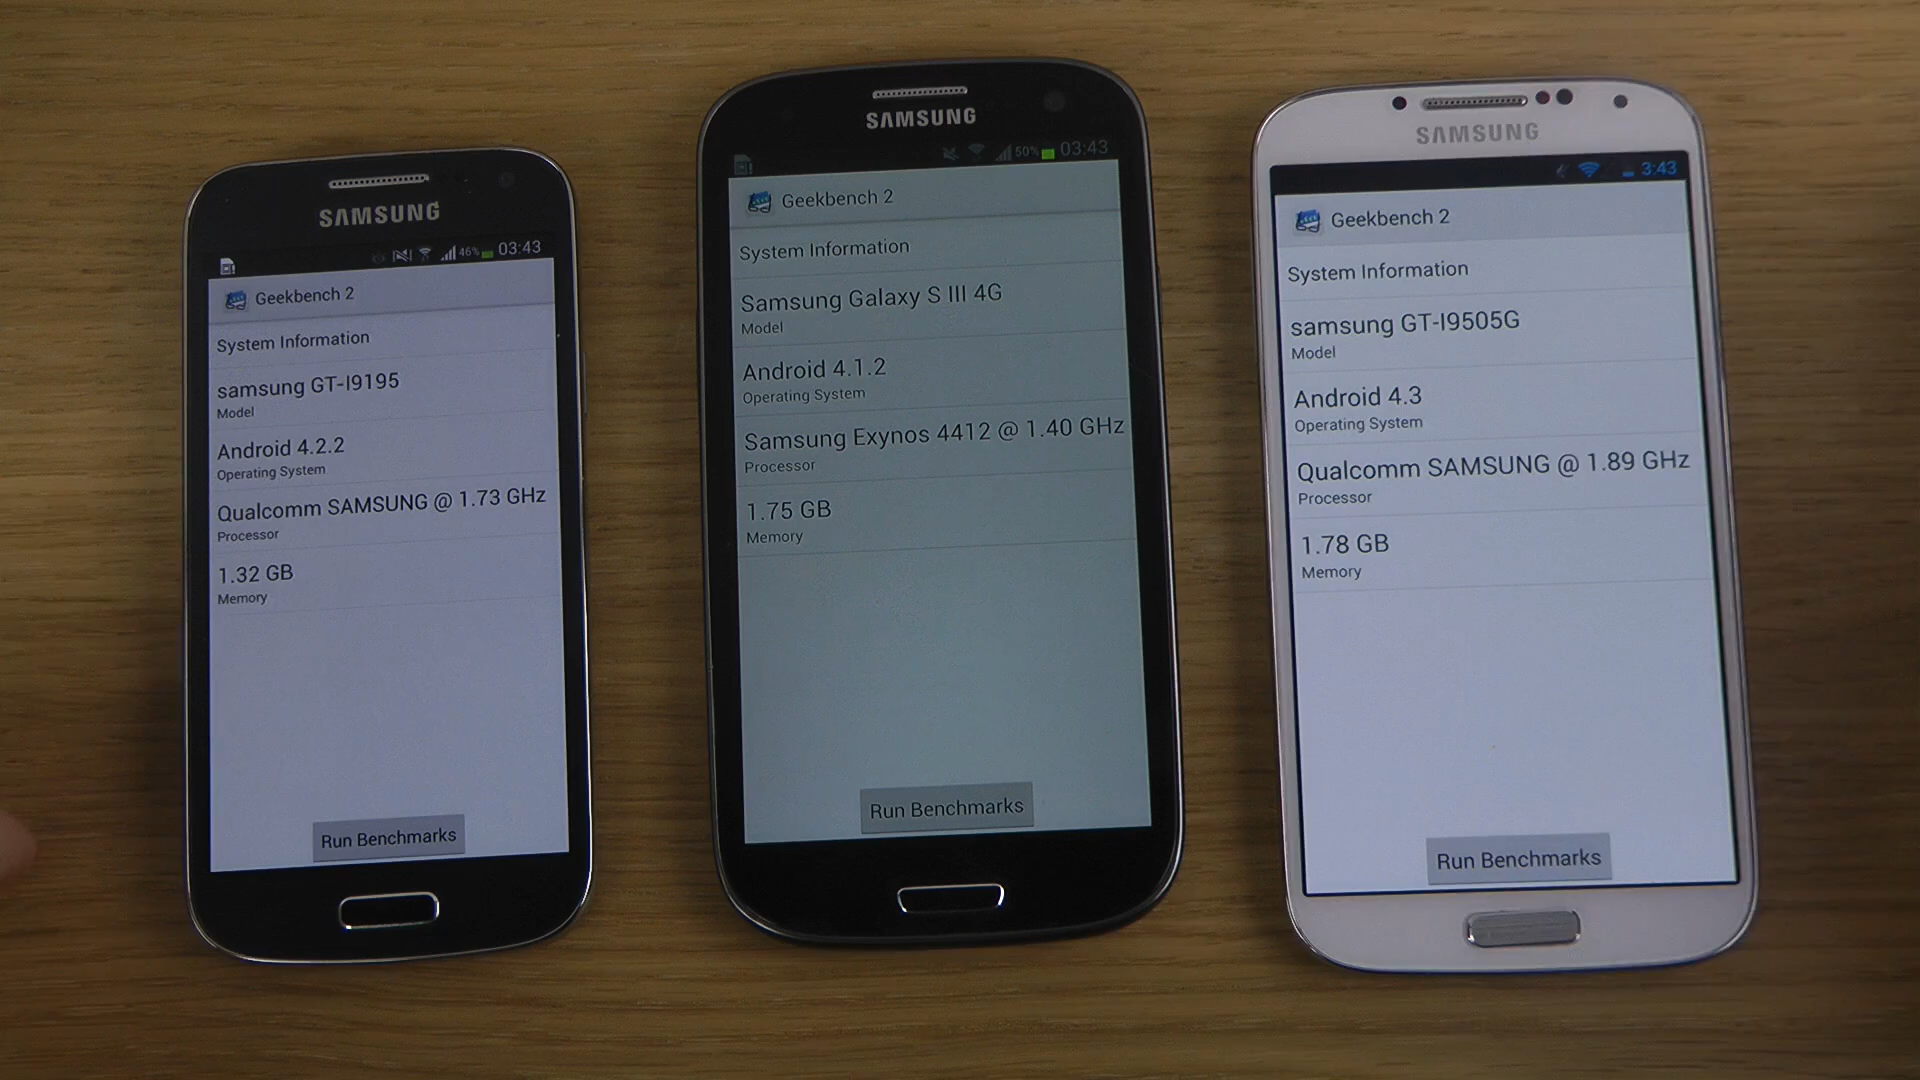 SAMSUNG
46% 03:43
Geekbench 2
System Information
samsung GT-I9195
Model
Android 4.2.2
Operating System
Qualcomm SAMSUNG @ 1.73 GHz
Processor
1.32 GB
Memory
Run Benchmarks
SAMSUNG
50% 03:43
Geekbench 2
System Information
Samsung Galaxy S III 4G
Model
Android 4.1.2
Operating System
Samsung Exynos 4412 @ 1.40 GHz
Processor
1.75 GB
Memory
Run Benchmarks
SAMSUNG
3:43
Geekbench 2
System Information
samsung GT-I9505G
Model
Android 4.3
Operating System
Qualcomm SAMSUNG @ 1.89 GHz
Processor
1.78 GB
Memory
Run Benchmarks